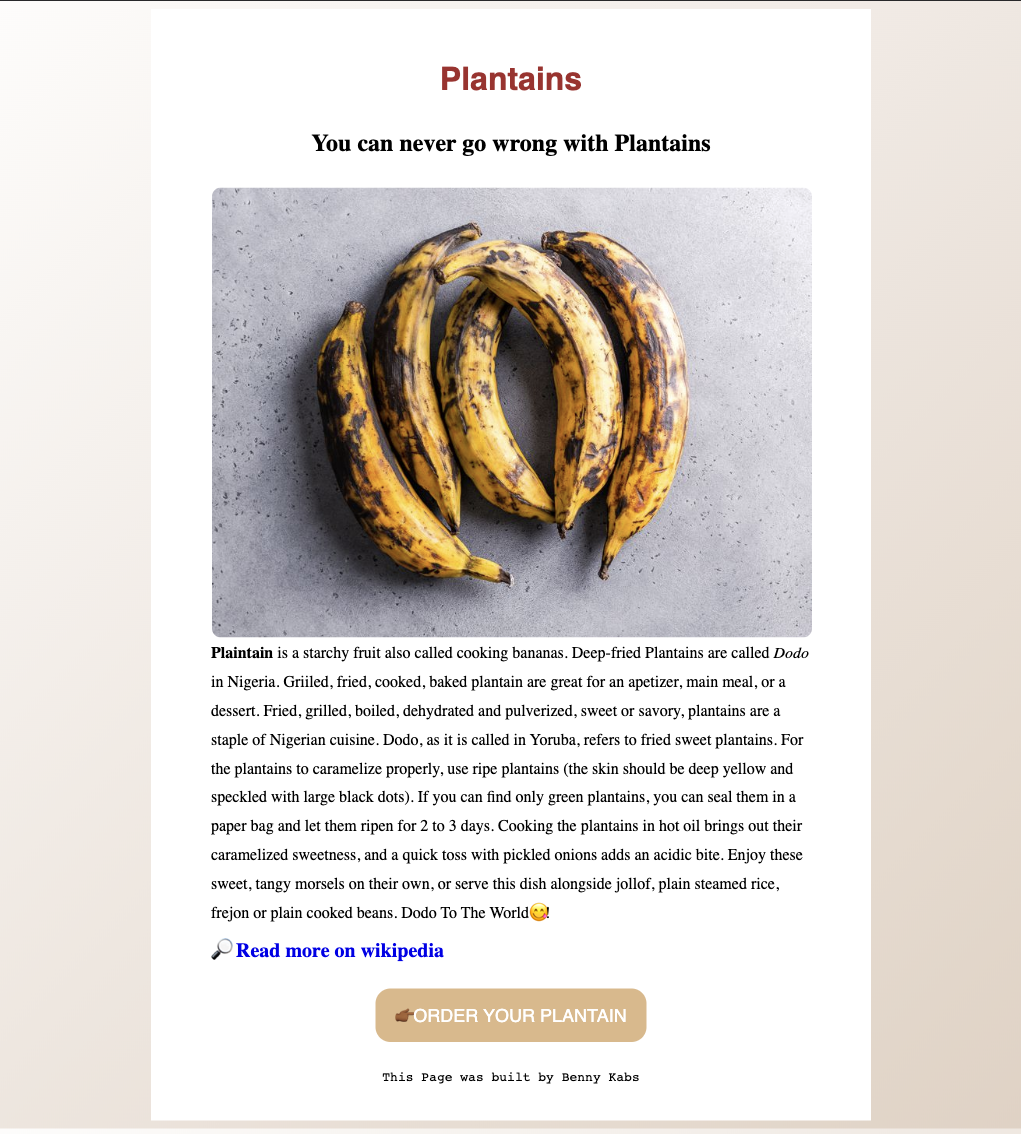 Plantains
You can never go wrong with Plantains
Plaintain is a starchy fruit also called cooking bananas. Deep-fried Plantains are called Dodo
in Nigeria. Griiled, fried, cooked, baked plantain are great for an apetizer, main meal, or a
dessert. Fried, grilled, boiled, dehydrated and pulverized, sweet or savory, plantains are a
staple of Nigerian cuisine. Dodo, as it is called in Yoruba, refers to fried sweet plantains. For
the plantains to caramelize properly, use ripe plantains (the skin should be deep yellow and
speckled with large black dots). If you can find only green plantains, you can seal them in a
paper bag and let them ripen for 2 to 3 days. Cooking the plantains in hot oil brings out their
caramelized sweetness, and a quick toss with pickled onions adds an acidic bite. Enjoy these
sweet, tangy morsels on their own, or serve this dish alongside jollof, plain steamed rice,
frejon or plain cooked beans. Dodo To The World😋!
🔎Read more on wikipedia
👉🏾ORDER YOUR PLANTAIN
This Page was built by Benny Kabs